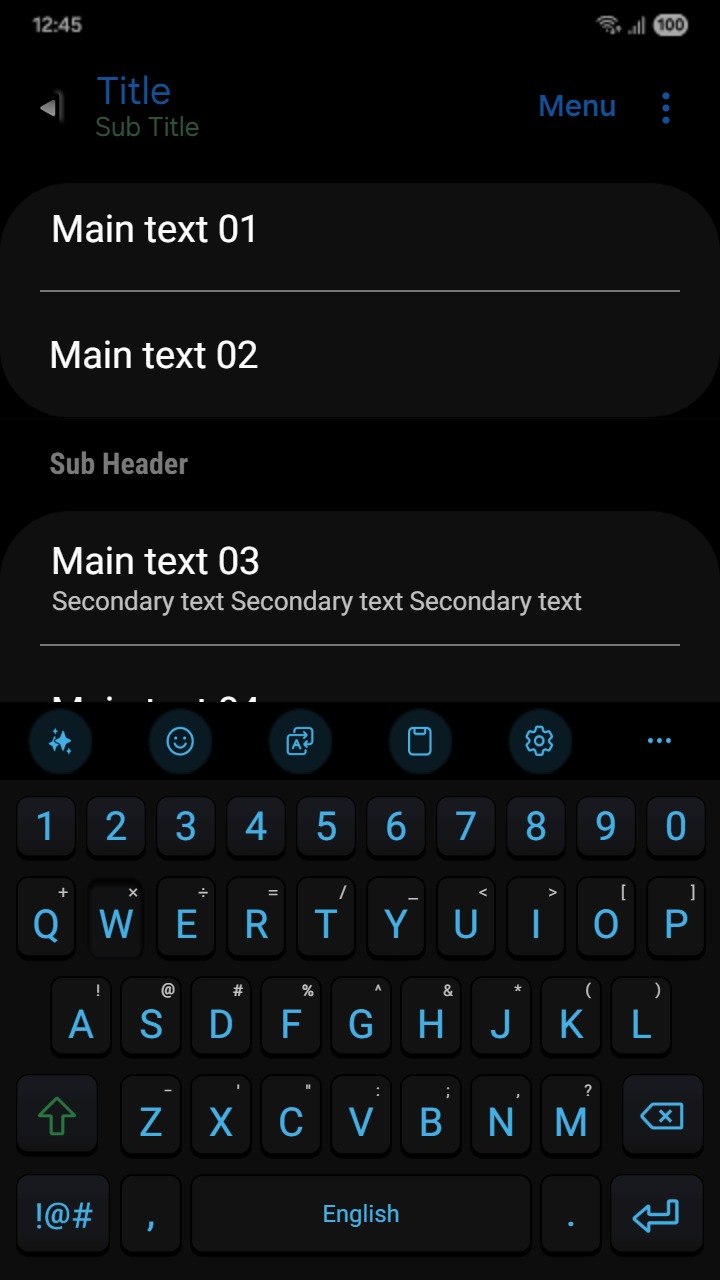 12:45
100
Title
Sub Title
Menu
Main text 01
Main text 02
Sub Header
Main text 03
Secondary text Secondary text Secondary text
1 2 3 4 5 6 7 8 9 0
+ × ÷ = / _ < > [ ]
Q W E R T Y U I O P
! @ # % ^ & * ( )
A S D F G H J K L
- ' " : ; , ?
Z X C V B N M
!@# , English .